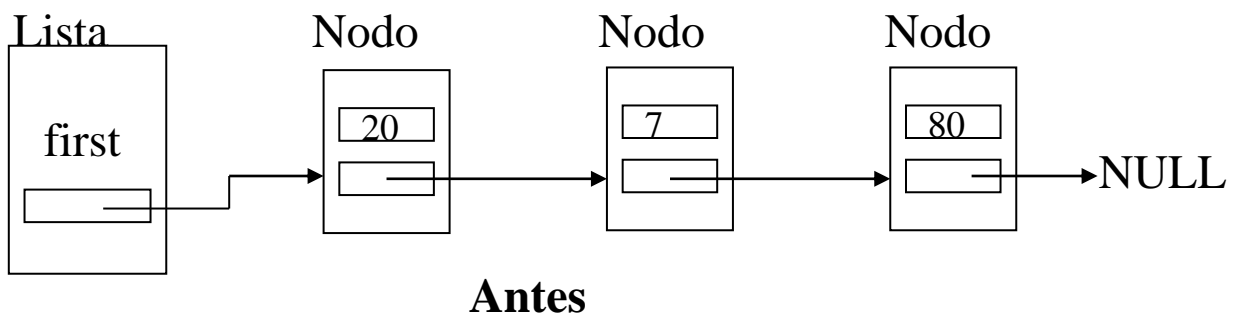 Lista Nodo Nodo Nodo
first 20 7 80
NULL
Antes